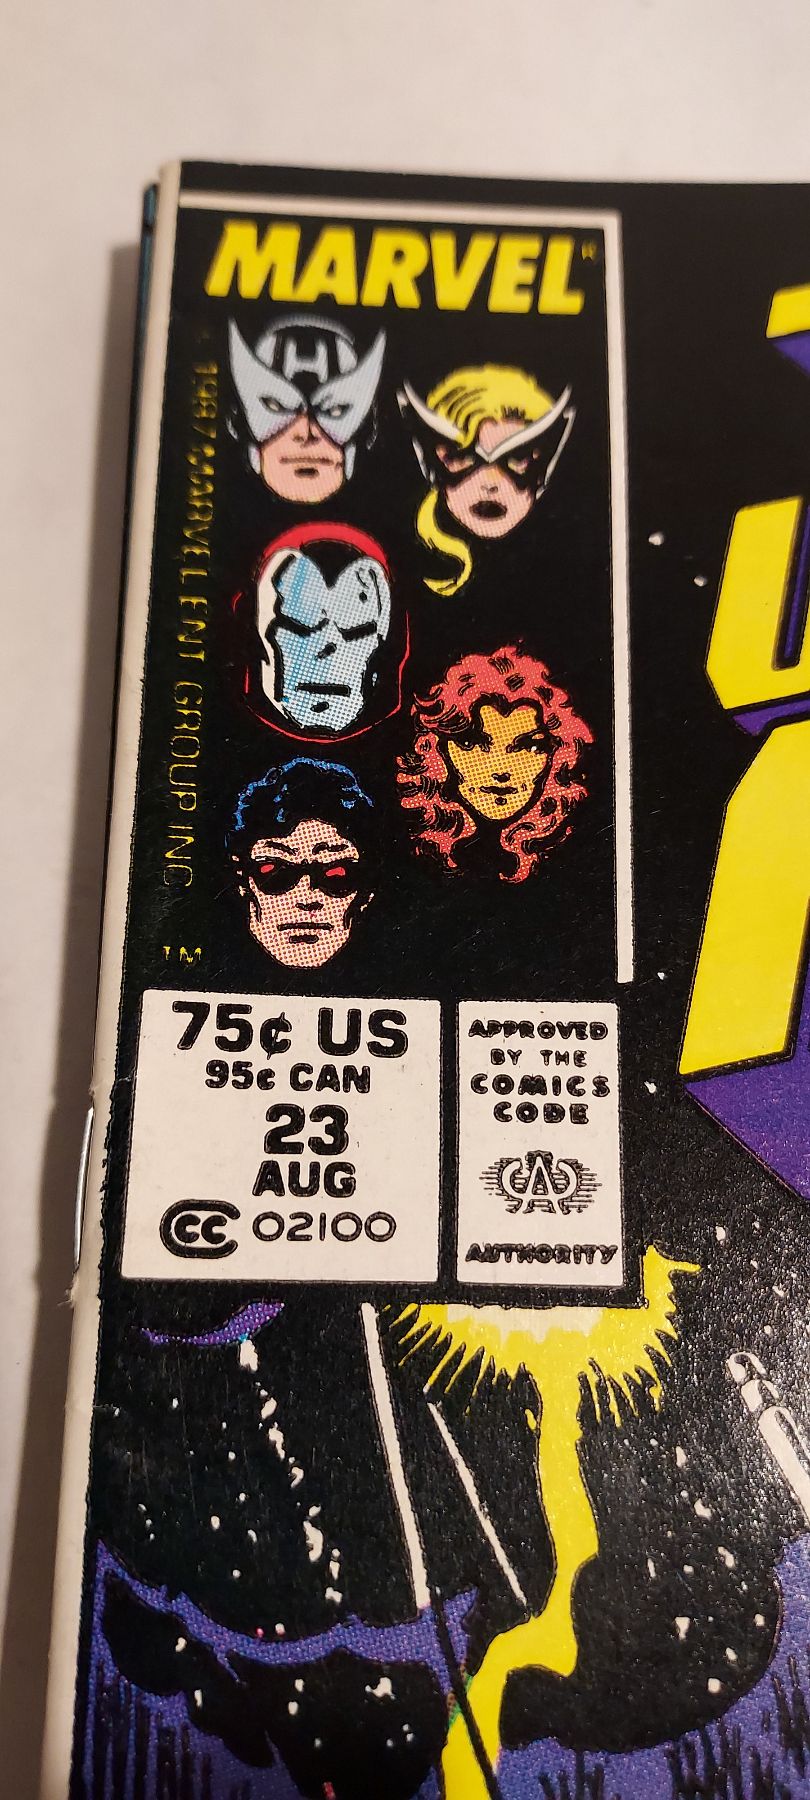 MARVEL®
© 1987 MARVEL ENT GROUP INC
TM
75¢ US
95¢ CAN
23
AUG
CC 02100
APPROVED
BY THE
COMICS
CODE
A
AUTHORITY
H